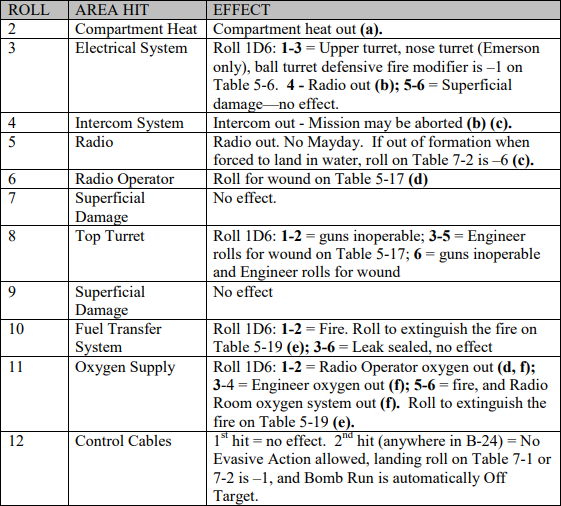 ROLL AREA HIT EFFECT
2 Compartment Heat Compartment heat out (a).
3 Electrical System Roll 1D6: 1-3 = Upper turret, nose turret (Emerson
only), ball turret defensive fire modifier is –1 on
Table 5-6. 4 - Radio out (b); 5-6 = Superficial
damage—no effect.
4 Intercom System Intercom out - Mission may be aborted (b) (c).
5 Radio Radio out. No Mayday. If out of formation when
forced to land in water, roll on Table 7-2 is –6 (c).
6 Radio Operator Roll for wound on Table 5-17 (d)
7 Superficial No effect.
Damage
8 Top Turret Roll 1D6: 1-2 = guns inoperable; 3-5 = Engineer
rolls for wound on Table 5-17; 6 = guns inoperable
and Engineer rolls for wound
9 Superficial No effect
Damage
10 Fuel Transfer Roll 1D6: 1-2 = Fire. Roll to extinguish the fire on
System Table 5-19 (e); 3-6 = Leak sealed, no effect
11 Oxygen Supply Roll 1D6: 1-2 = Radio Operator oxygen out (d, f);
3-4 = Engineer oxygen out (f); 5-6 = fire, and Radio
Room oxygen system out (f). Roll to extinguish the
fire on Table 5-19 (e).
12 Control Cables 1st hit = no effect. 2nd hit (anywhere in B-24) = No
Evasive Action allowed, landing roll on Table 7-1 or
7-2 is –1, and Bomb Run is automatically Off
Target.